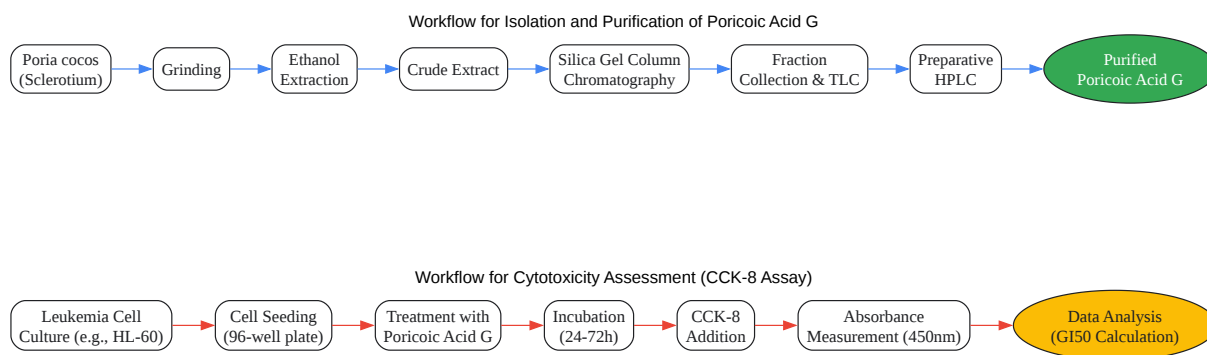 Workflow for Isolation and Purification of Poricoic Acid G
Poria cocos
(Sclerotium)
Grinding
Ethanol
Extraction
Crude Extract
Silica Gel Column
Chromatography
Fraction
Collection & TLC
Preparative
HPLC
Purified
Poricoic Acid G
Workflow for Cytotoxicity Assessment (CCK-8 Assay)
Leukemia Cell
Culture (e.g., HL-60)
Cell Seeding
(96-well plate)
Treatment with
Poricoic Acid G
Incubation
(24-72h)
CCK-8
Addition
Absorbance
Measurement (450nm)
Data Analysis
(GI50 Calculation)